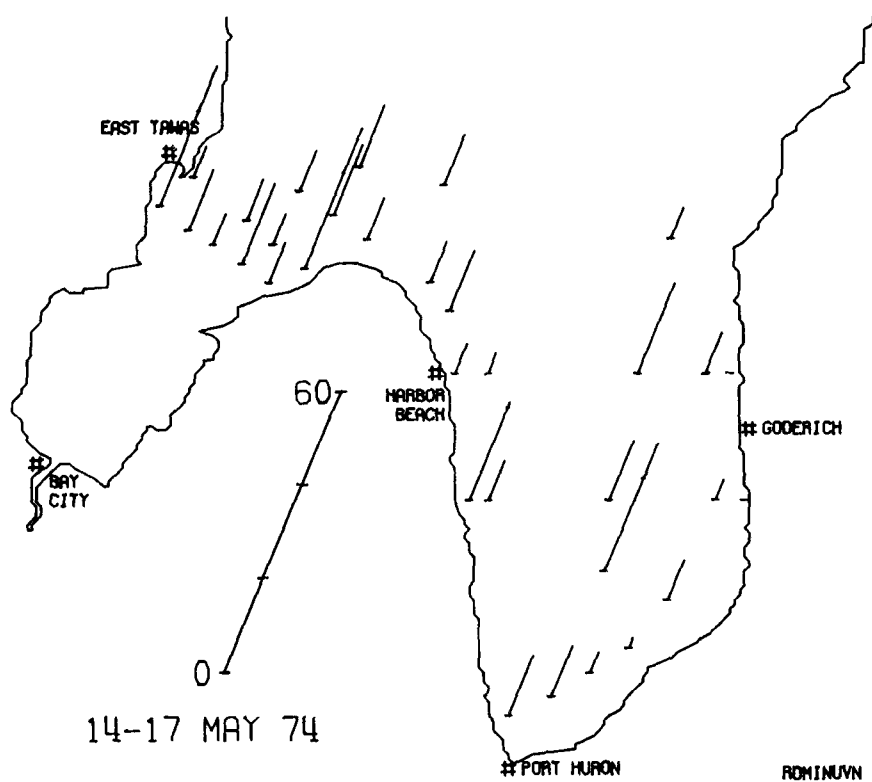 EAST TAWAS
60
HARBOR
BEACH
# GODERICH
BAY
CITY
0
14-17 MAY 74
# PORT HURON
ROMINUVN